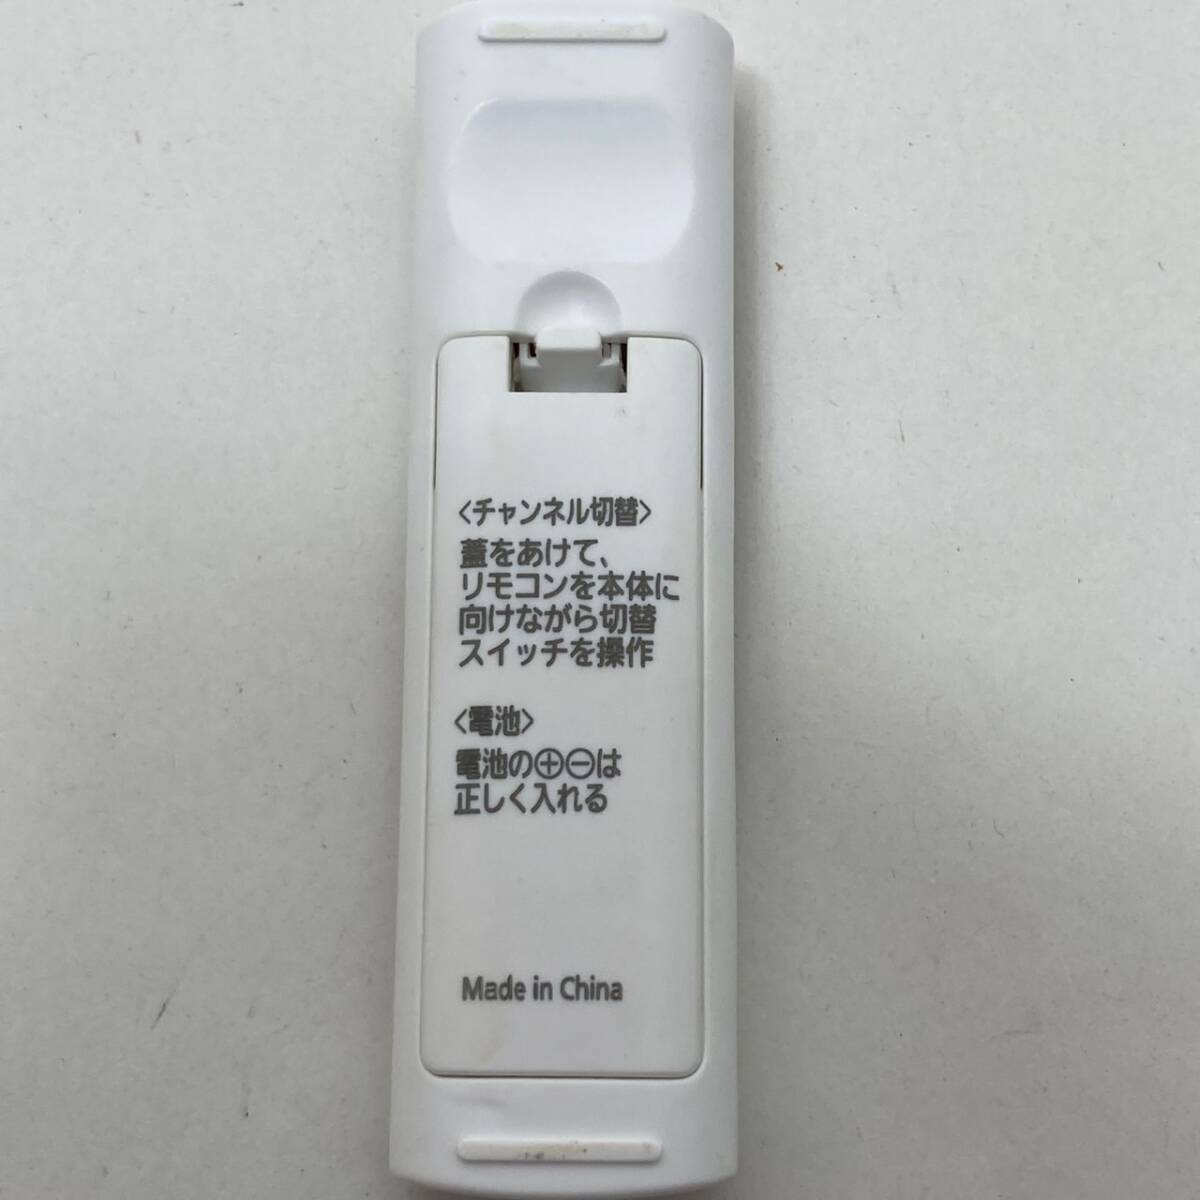 〈チャンネル切替〉
蓋をあけて、
リモコンを本体に
向けながら切替
スイッチを操作
〈電池〉
電池の⊕⊖は
正しく入れる
Made in China